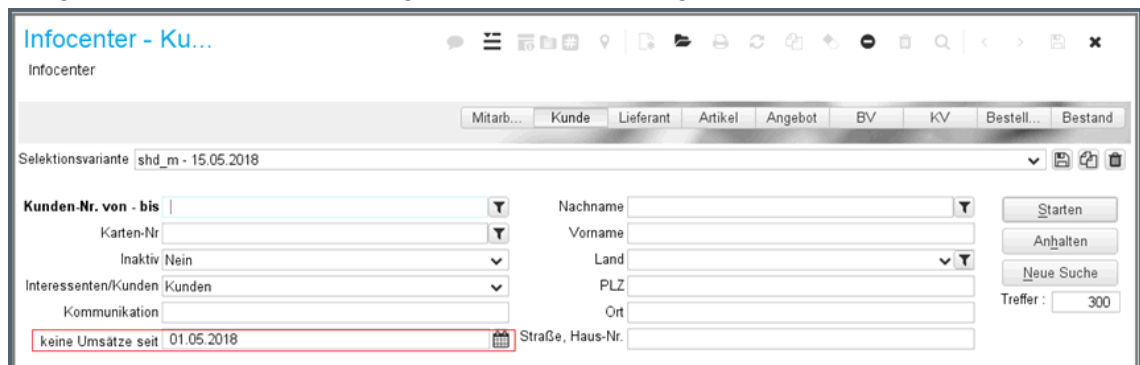 Infocenter - Ku...
Infocenter
Mitarb... Kunde Lieferant Artikel Angebot BV KV Bestell... Bestand
Selektionsvariante shd_m - 15.05.2018
Kunden-Nr. von - bis Nachname Starten
Karten-Nr Vorname Anhalten
Inaktiv Nein Land Neue Suche
Interessenten/Kunden Kunden PLZ Treffer : 300
Kommunikation Ort
keine Umsätze seit 01.05.2018 Straße, Haus-Nr.